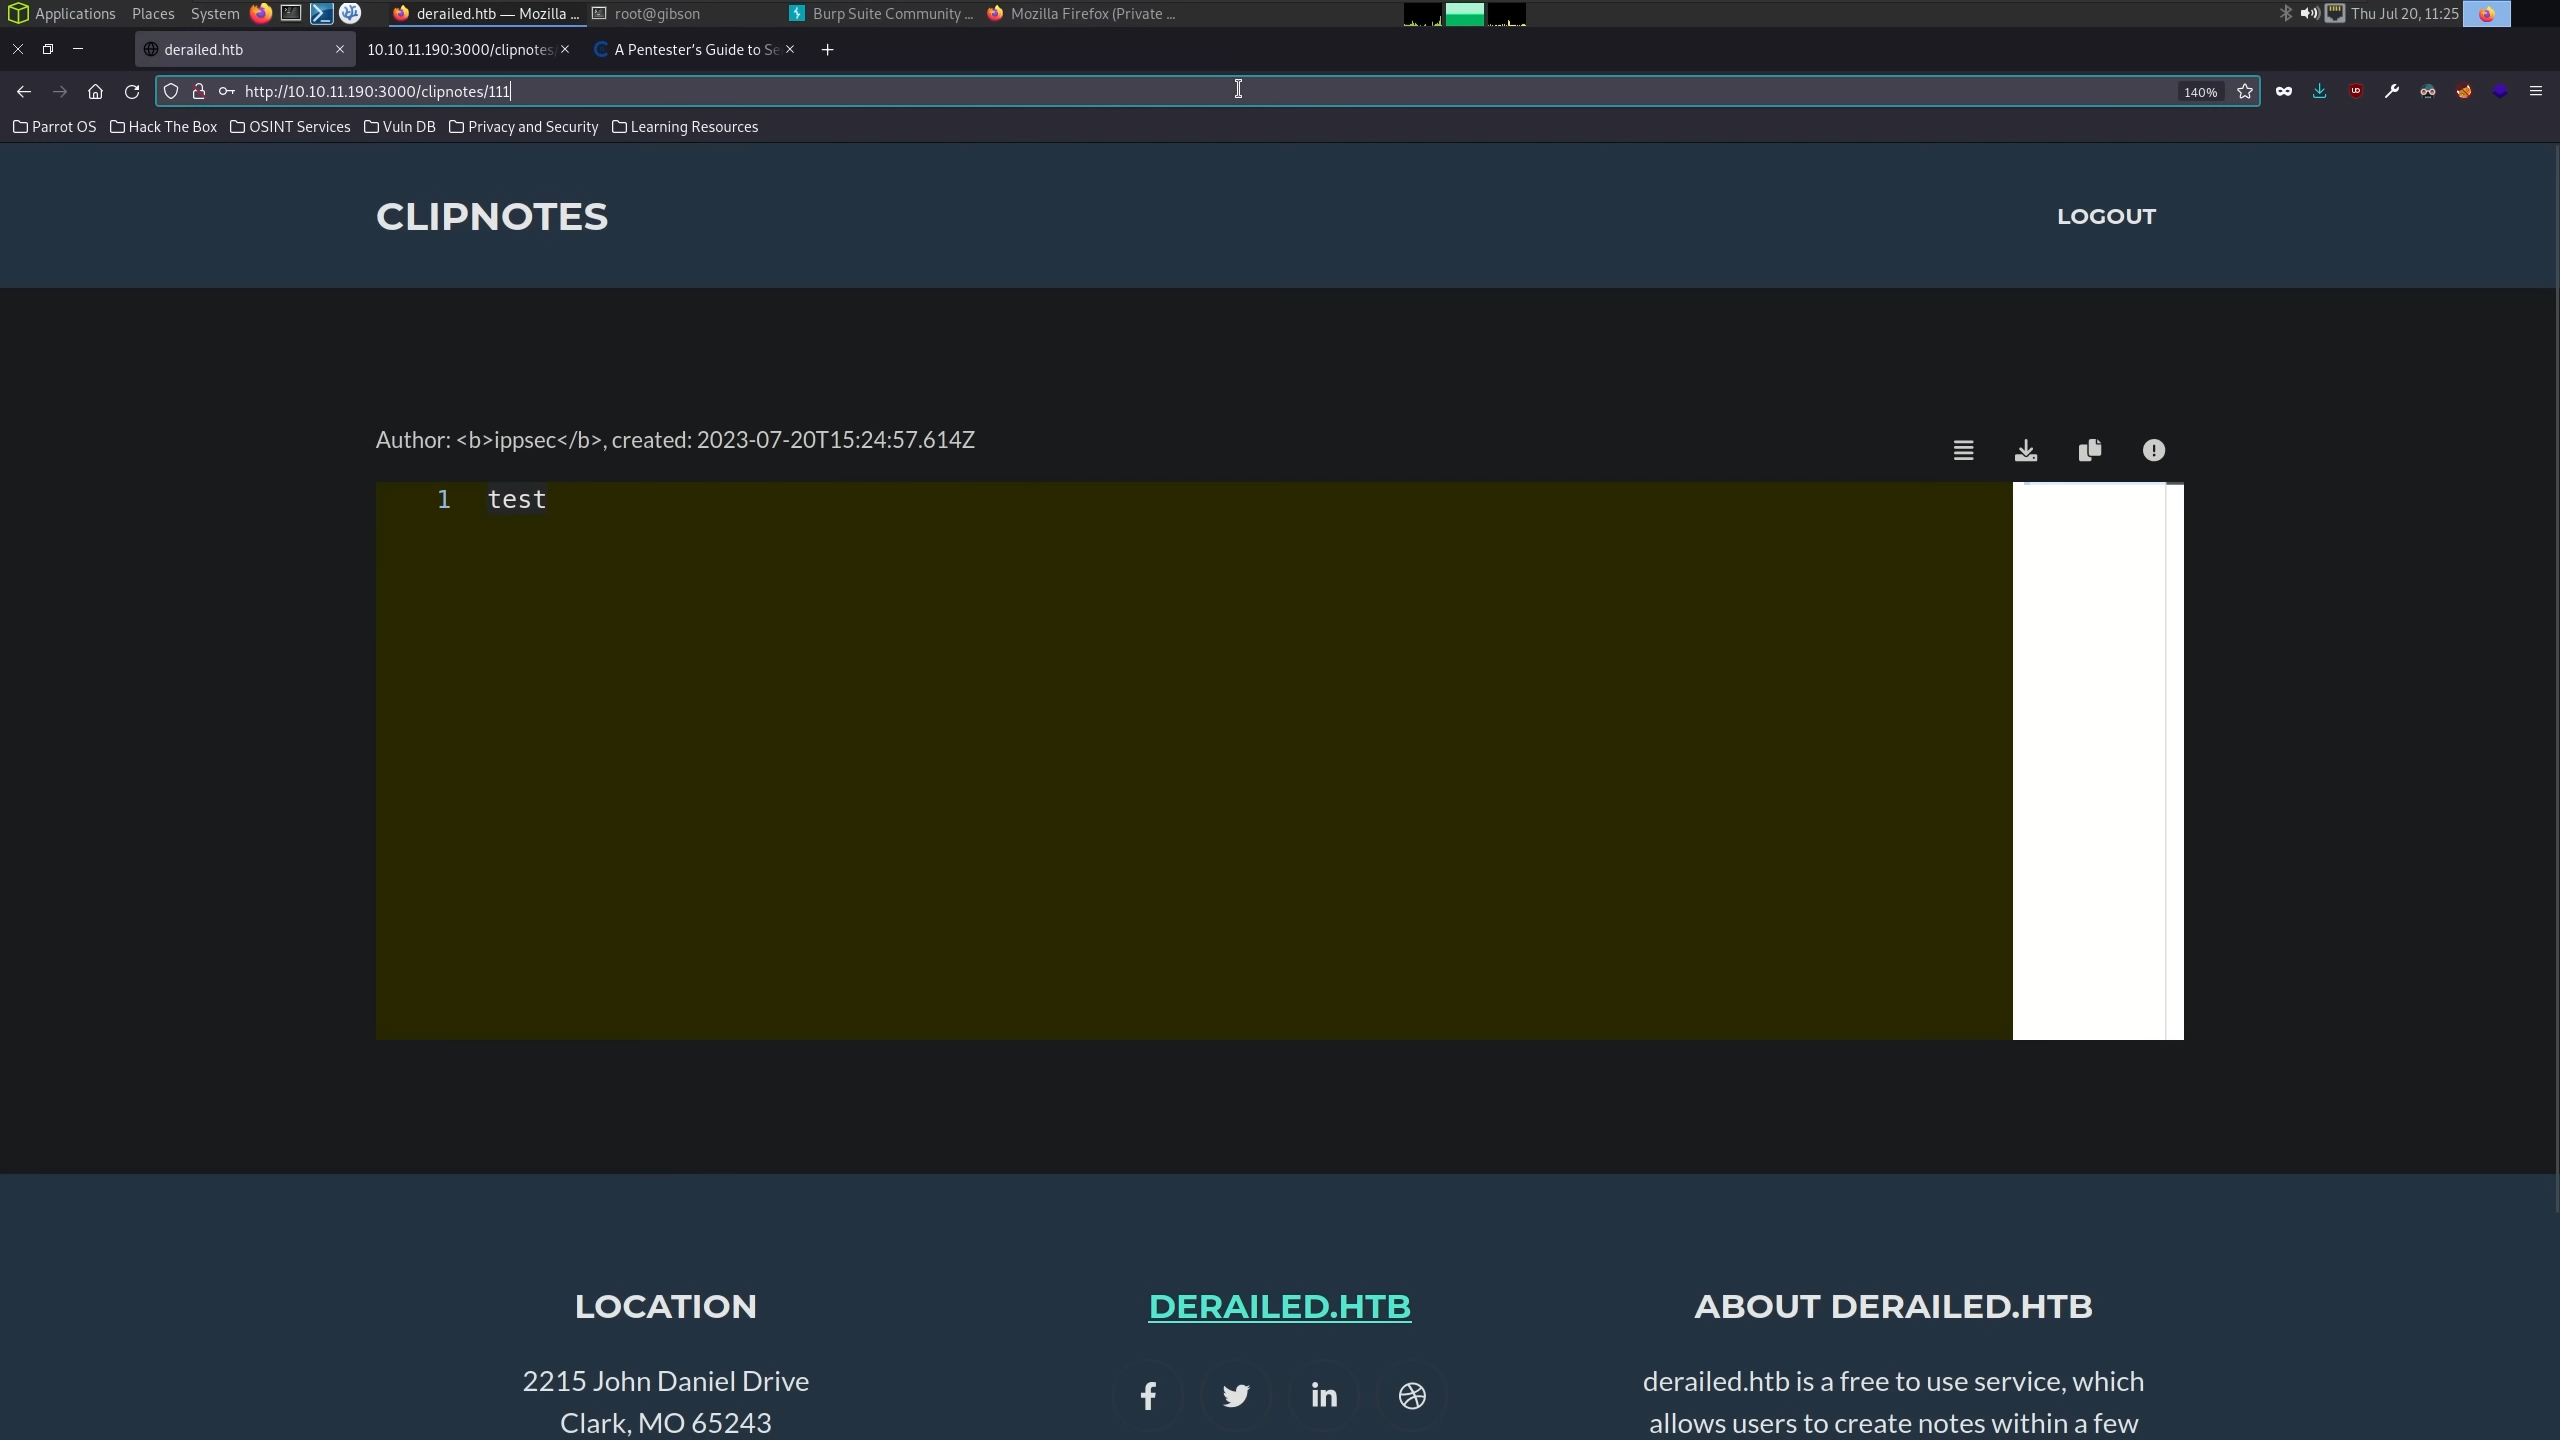 Applications Places System derailed.htb — Mozilla ... root@gibson Burp Suite Community ... Mozilla Firefox (Private ... Thu Jul 20, 11:25
derailed.htb 10.10.11.190:3000/clipnotes/ A Pentester's Guide to Se
http://10.10.11.190:3000/clipnotes/111 140%
Parrot OS Hack The Box OSINT Services Vuln DB Privacy and Security Learning Resources
CLIPNOTES LOGOUT
Author: <b>ippsec</b>, created: 2023-07-20T15:24:57.614Z
1 test
LOCATION DERAILED.HTB ABOUT DERAILED.HTB
2215 John Daniel Drive derailed.htb is a free to use service, which
Clark, MO 65243 allows users to create notes within a few